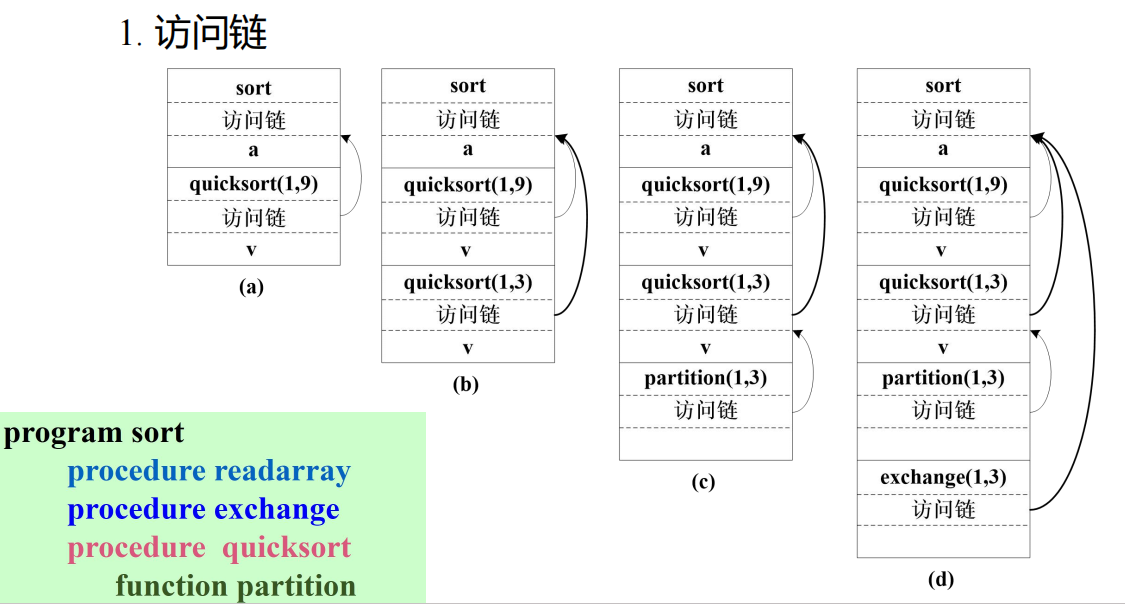 1. 访问链
sort
访问链
a
quicksort(1,9)
访问链
v
(a)
sort
访问链
a
quicksort(1,9)
访问链
v
quicksort(1,3)
访问链
v
(b)
sort
访问链
a
quicksort(1,9)
访问链
v
quicksort(1,3)
访问链
v
partition(1,3)
访问链
(c)
sort
访问链
a
quicksort(1,9)
访问链
v
quicksort(1,3)
访问链
v
partition(1,3)
访问链
exchange(1,3)
访问链
(d)
program sort
procedure readarray
procedure exchange
procedure quicksort
function partition